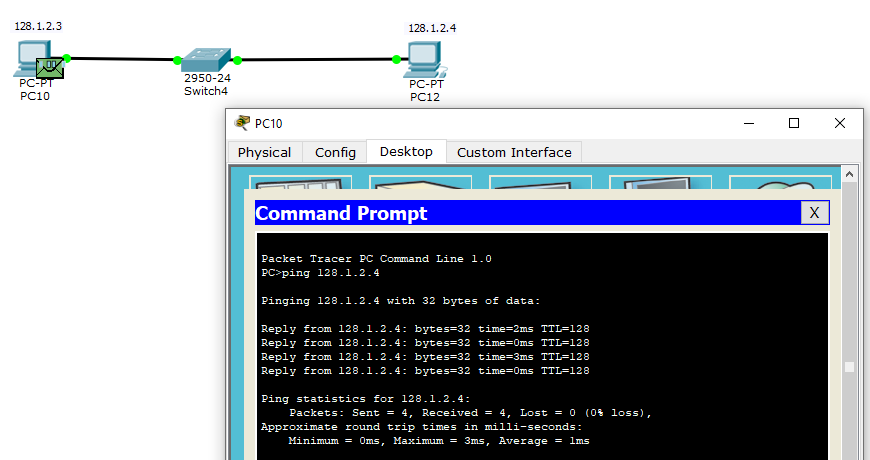 128.1.2.3
128.1.2.4
PC-PT
PC10
2950-24
Switch4
PC-PT
PC12
PC10
Physical
Config
Desktop
Custom Interface
Command Prompt
X
Packet Tracer PC Command Line 1.0
PC>ping 128.1.2.4
Pinging 128.1.2.4 with 32 bytes of data:
Reply from 128.1.2.4: bytes=32 time=2ms TTL=128
Reply from 128.1.2.4: bytes=32 time=0ms TTL=128
Reply from 128.1.2.4: bytes=32 time=3ms TTL=128
Reply from 128.1.2.4: bytes=32 time=0ms TTL=128
Ping statistics for 128.1.2.4:
Packets: Sent = 4, Received = 4, Lost = 0 (0% loss),
Approximate round trip times in milli-seconds:
Minimum = 0ms, Maximum = 3ms, Average = 1ms